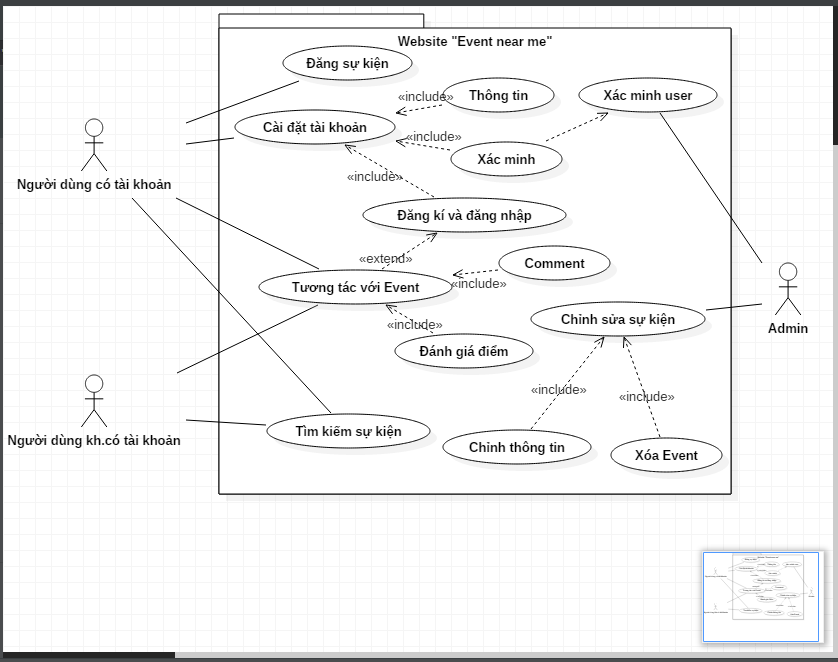 Website "Event near me"
Đăng sự kiện
«include»
Thông tin
Xác minh user
Cài đặt tài khoản
«include»
Xác minh
Người dùng có tài khoản
«include»
Đăng kí và đăng nhập
«extend»
Comment
Tương tác với Event
«include»
Chỉnh sửa sự kiện
Admin
«include»
Đánh giá điểm
«include»
«include»
Tìm kiếm sự kiện
Người dùng kh.có tài khoản
Chỉnh thông tin
Xóa Event